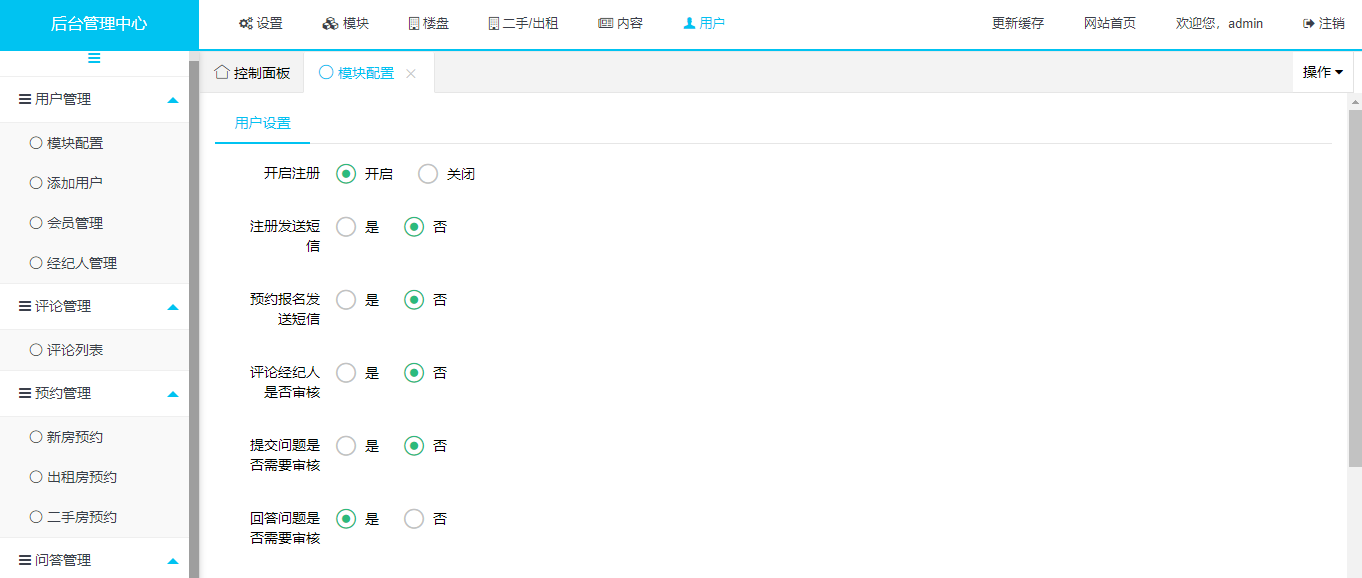 后台管理中心
设置 模块 楼盘 二手/出租 内容 用户 更新缓存 网站首页 欢迎您, admin 注销
控制面板 模块配置 操作
用户管理
模块配置
添加用户
会员管理
经纪人管理
评论管理
评论列表
预约管理
新房预约
出租房预约
二手房预约
问答管理
用户设置
开启注册 开启 关闭
注册发送短 是 否
信
预约报名发 是 否
送短信
评论经纪人 是 否
是否审核
提交问题是 是 否
否需要审核
回答问题是 是 否
否需要审核